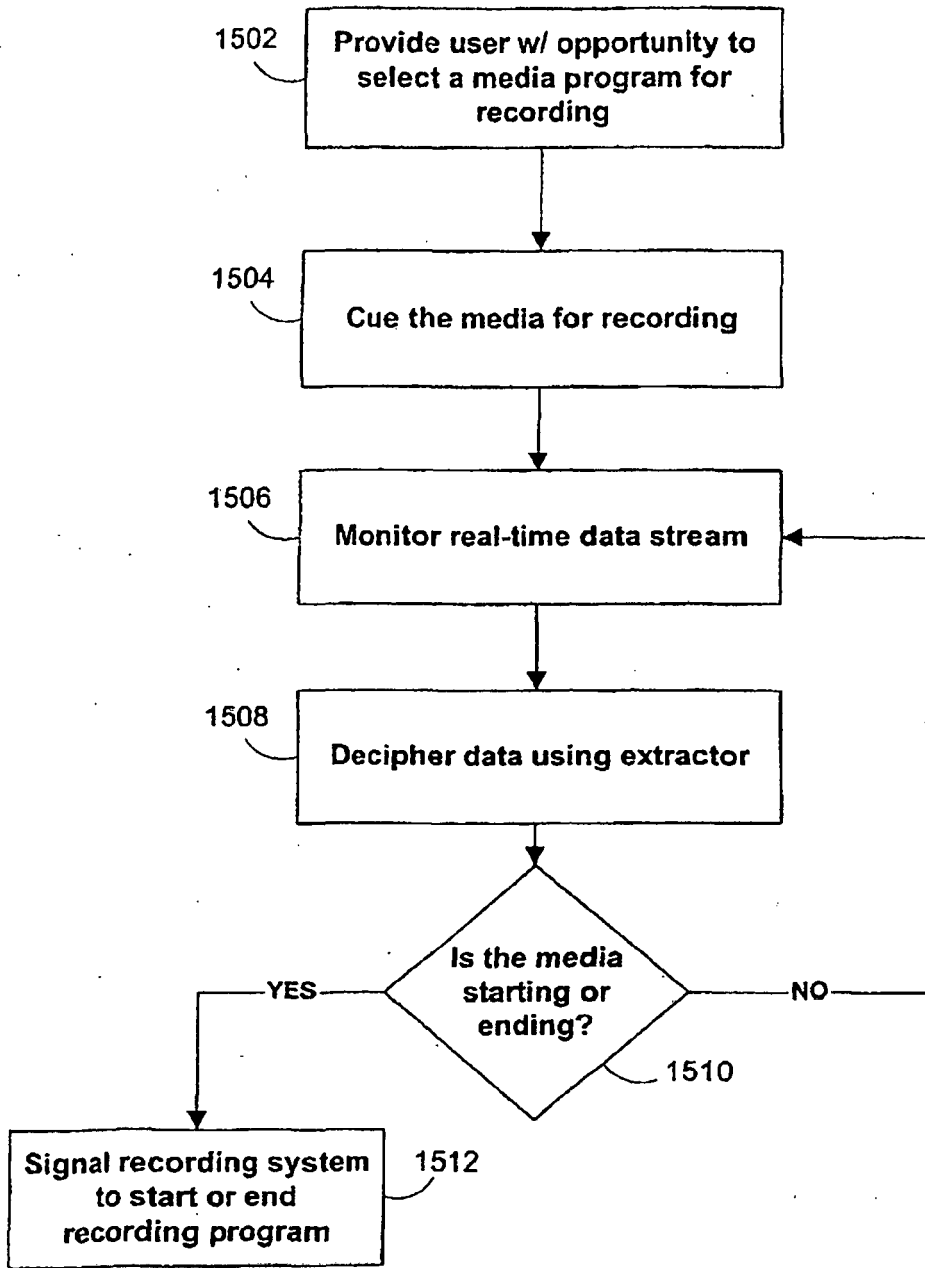 1502
Provide user w/ opportunity to
select a media program for
recording
1504
Cue the media for recording
1506
Monitor real-time data stream
1508
Decipher data using extractor
Is the media
starting or
ending?
YES
NO
1510
Signal recording system
to start or end
recording program
1512